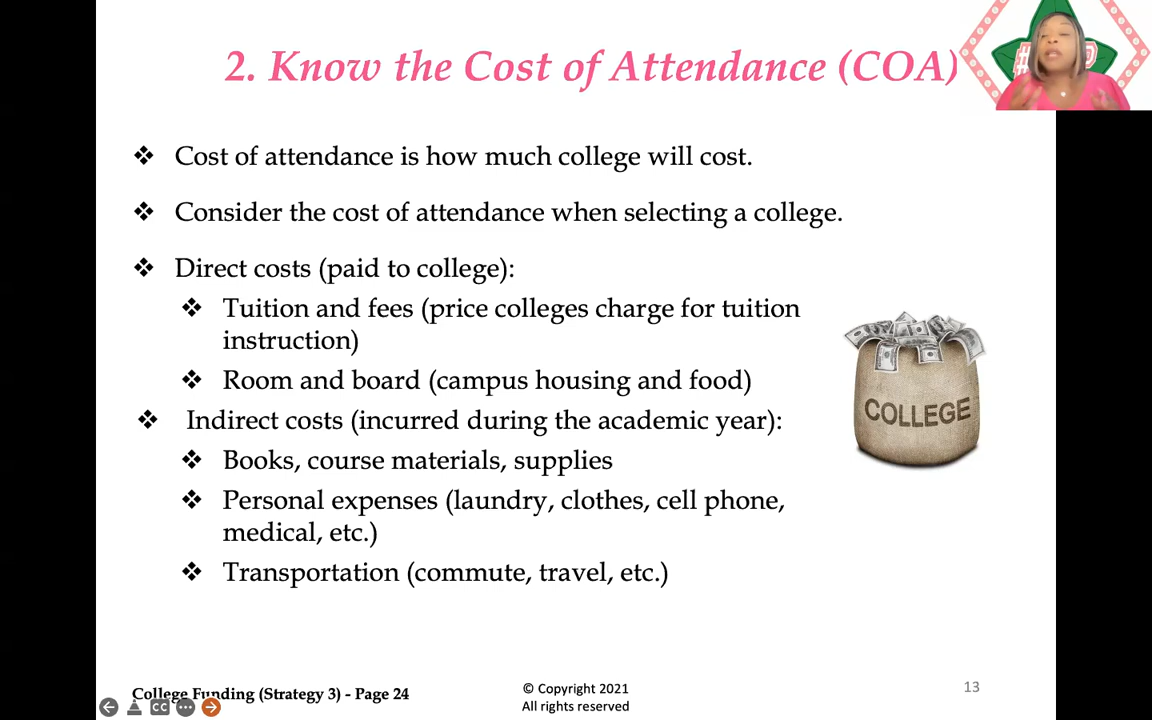 2. Know the Cost of Attendance (COA)
❖ Cost of attendance is how much college will cost.
❖ Consider the cost of attendance when selecting a college.
❖ Direct costs (paid to college):
❖ Tuition and fees (price colleges charge for tuition
instruction)
❖ Room and board (campus housing and food)
❖ Indirect costs (incurred during the academic year):
❖ Books, course materials, supplies
❖ Personal expenses (laundry, clothes, cell phone,
medical, etc.)
❖ Transportation (commute, travel, etc.)
COLLEGE
College Funding (Strategy 3) - Page 24
© Copyright 2021
All rights reserved
13
CC